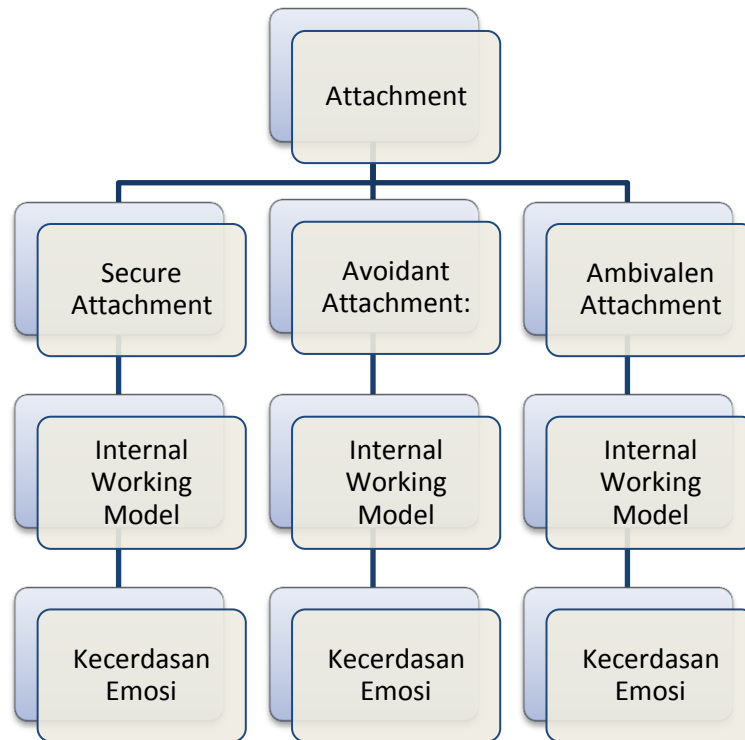 Attachment
Secure
Attachment
Avoidant
Attachment:
Ambivalen
Attachment
Internal
Working
Model
Internal
Working
Model
Internal
Working
Model
Kecerdasan
Emosi
Kecerdasan
Emosi
Kecerdasan
Emosi